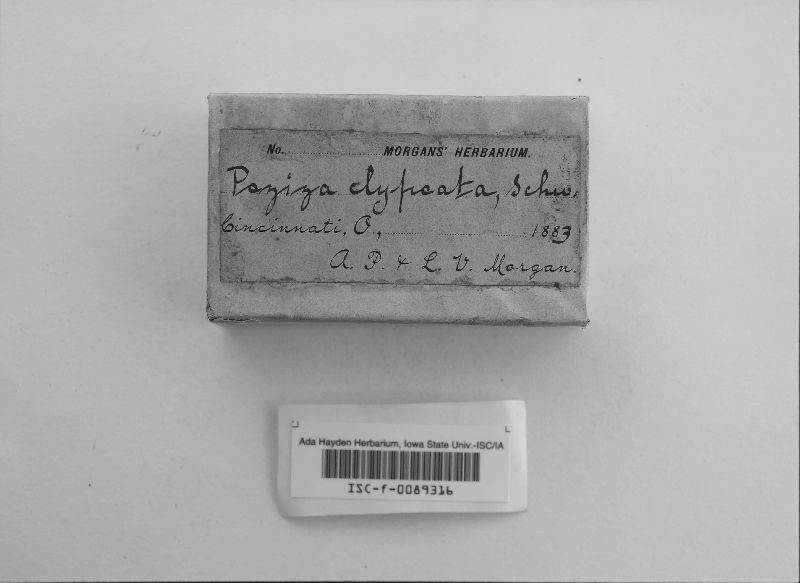 No. MORGANS' HERBARIUM.
Peziza clypeata, Schw.
Cincinnati, O., 1883
A. P. & L. V. Morgan.
Ada Hayden Herbarium, Iowa State Univ.-ISC/IA
ISC-f-0089316